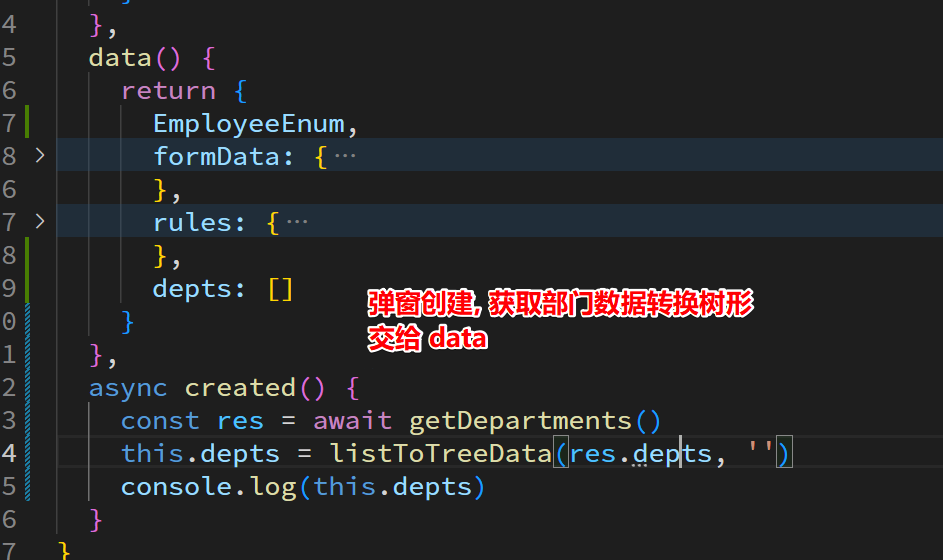 4 },
5 data() {
6 return {
7 EmployeeEnum,
8 > formData: {···
6 },
7 > rules: {···
8 },
9 depts: []
弹窗创建, 获取部门数据转换树形
0 }
交给 data
1 },
2 async created() {
3 const res = await getDepartments()
4 this.depts = listToTreeData(res.depts, '')
5 console.log(this.depts)
6 }
7 }